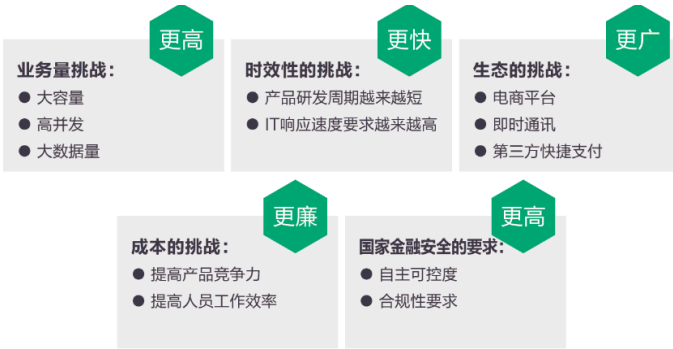 更高
业务量挑战：
● 大容量
● 高并发
● 大数据量
更快
时效性的挑战：
● 产品研发周期越来越短
● IT响应速度要求越来越高
更广
生态的挑战：
● 电商平台
● 即时通讯
● 第三方快捷支付
更廉
成本的挑战：
● 提高产品竞争力
● 提高人员工作效率
更高
国家金融安全的要求：
● 自主可控度
● 合规性要求